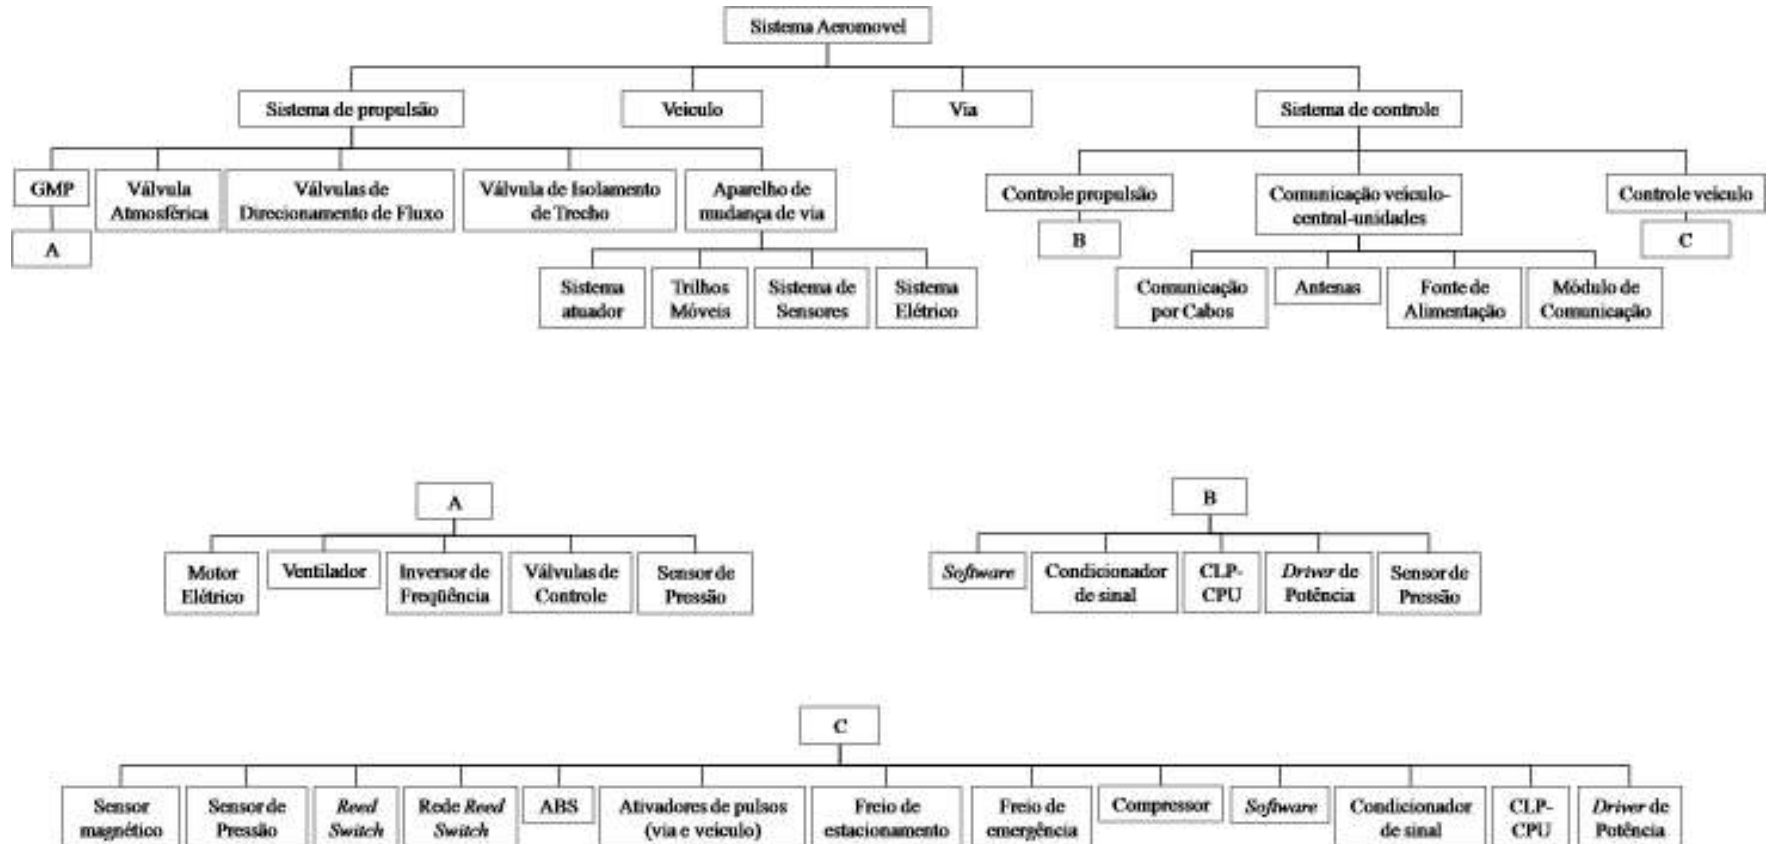 Sistema Aeromovel
Sistema de propulsão
Veiculo
Via
Sistema de controle
GMP
Válvula
Atmosférica
Válvulas de
Direcionamento de Fluxo
Válvula de Isolamento
de Trecho
Aparelho de
mudança de via
Controle propulsão
Comunicação veículo-
central-unidades
Controle veículo
A
B
C
Sistema
atuador
Trilhos
Móveis
Sistema de
Sensores
Sistema
Elétrico
Comunicação
por Cabos
Antenas
Fonte de
Alimentação
Módulo de
Comunicação
A
Motor
Elétrico
Ventilador
Inversor de
Freqüência
Válvulas de
Controle
Sensor de
Pressão
B
Software
Condicionador
de sinal
CLP-
CPU
Driver de
Potência
Sensor de
Pressão
C
Sensor
magnético
Sensor de
Pressão
Reed
Switch
Rede Reed
Switch
ABS
Ativadores de pulsos
(via e veiculo)
Freio de
estacionamento
Freio de
emergência
Compressor
Software
Condicionador
de sinal
CLP-
CPU
Driver de
Potência